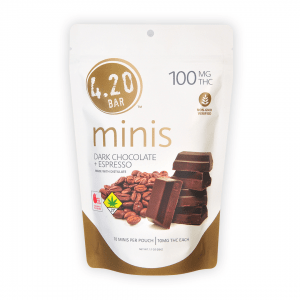 4.20
BAR
100 MG
THC
minis
DARK CHOCOLATE
+ ESPRESSO
10 MINIS PER POUCH | 10MG THC EACH